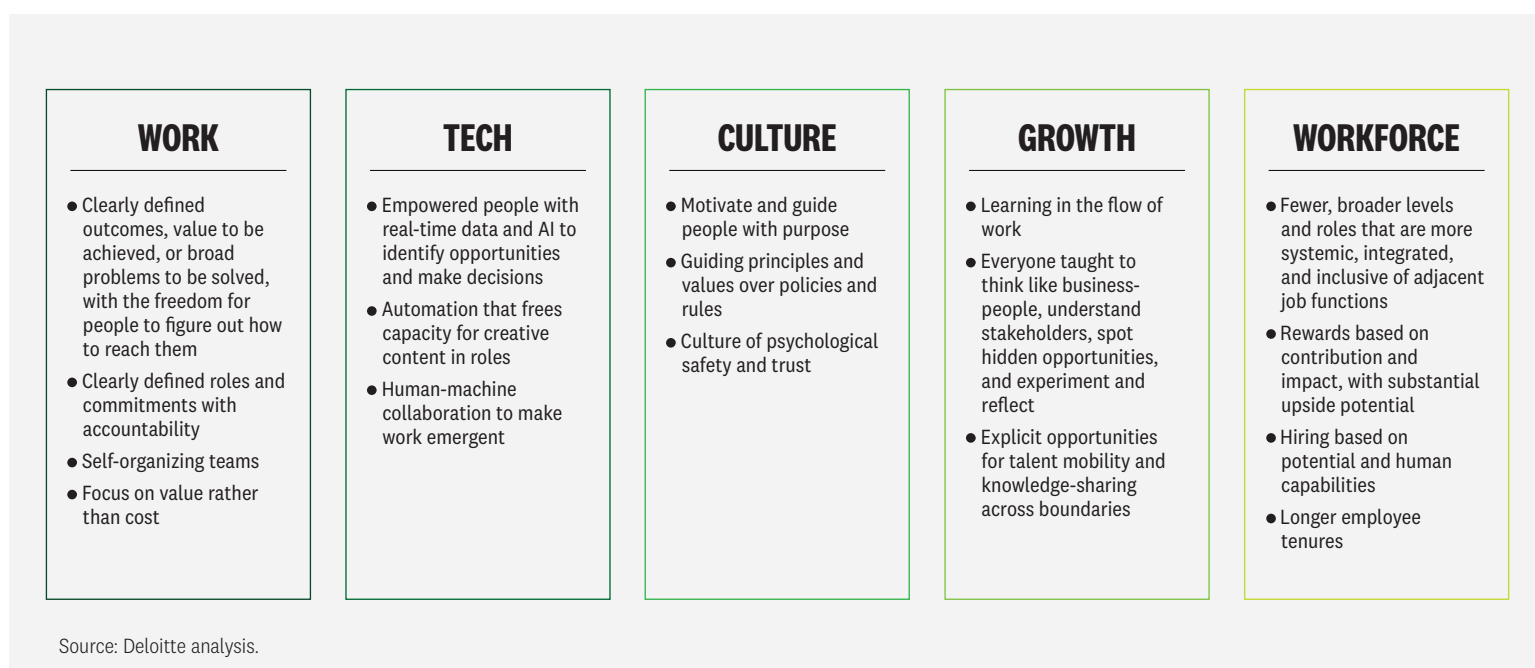 WORK
● Clearly defined
outcomes, value to be
achieved, or broad
problems to be solved,
with the freedom for
people to figure out how
to reach them
● Clearly defined roles and
commitments with
accountability
● Self-organizing teams
● Focus on value rather
than cost
TECH
● Empowered people with
real-time data and AI to
identify opportunities
and make decisions
● Automation that frees
capacity for creative
content in roles
● Human-machine
collaboration to make
work emergent
CULTURE
● Motivate and guide
people with purpose
● Guiding principles and
values over policies and
rules
● Culture of psychological
safety and trust
GROWTH
● Learning in the flow of
work
● Everyone taught to
think like business-
people, understand
stakeholders, spot
hidden opportunities,
and experiment and
reflect
● Explicit opportunities
for talent mobility and
knowledge-sharing
across boundaries
WORKFORCE
● Fewer, broader levels
and roles that are more
systemic, integrated,
and inclusive of adjacent
job functions
● Rewards based on
contribution and
impact, with substantial
upside potential
● Hiring based on
potential and human
capabilities
● Longer employee
tenures
Source: Deloitte analysis.